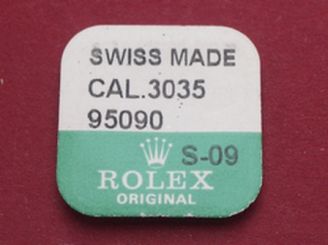 SWISS MADE
CAL.3035
95090
S-09
ROLEX
ORIGINAL